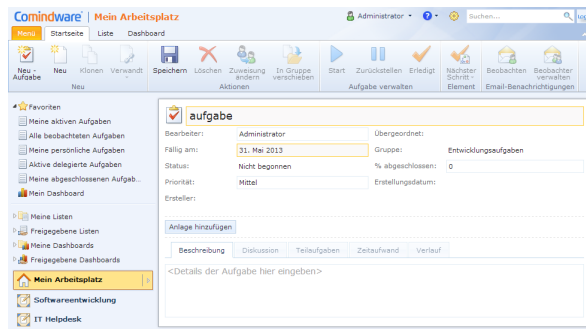 Comindware® | Mein Arbeitsplatz Administrator Suchen...
Menü Startseite Liste Dashboard
Neu - Aufgabe Neu Klonen Verwandt Speichern Löschen Zuweisung ändern In Gruppe verschieben Start Zurückstellen Erledigt Nächster Schritt - Beobachten Beobachter verwalten
Neu Aktionen Aufgabe verwalten Element Email-Benachrichtigungen
Favoriten
Meine aktiven Aufgaben
Alle beobachteten Aufgaben
Meine persönliche Aufgaben
Aktive delegierte Aufgaben
Meine abgeschlossenen Aufgab...
Mein Dashboard
Meine Listen
Freigegebene Listen
Meine Dashboards
Freigegebene Dashboards
Mein Arbeitsplatz
Softwareentwicklung
IT Helpdesk
aufgabe
Bearbeiter: Administrator Übergeordnet:
Fällig am: 31. Mai 2013 Gruppe: Entwicklungsaufgaben
Status: Nicht begonnen % abgeschlossen: 0
Priorität: Mittel Erstellungsdatum:
Ersteller:
Anlage hinzufügen
Beschreibung Diskussion Teilaufgaben Zeitaufwand Verlauf
<Details der Aufgabe hier eingeben>